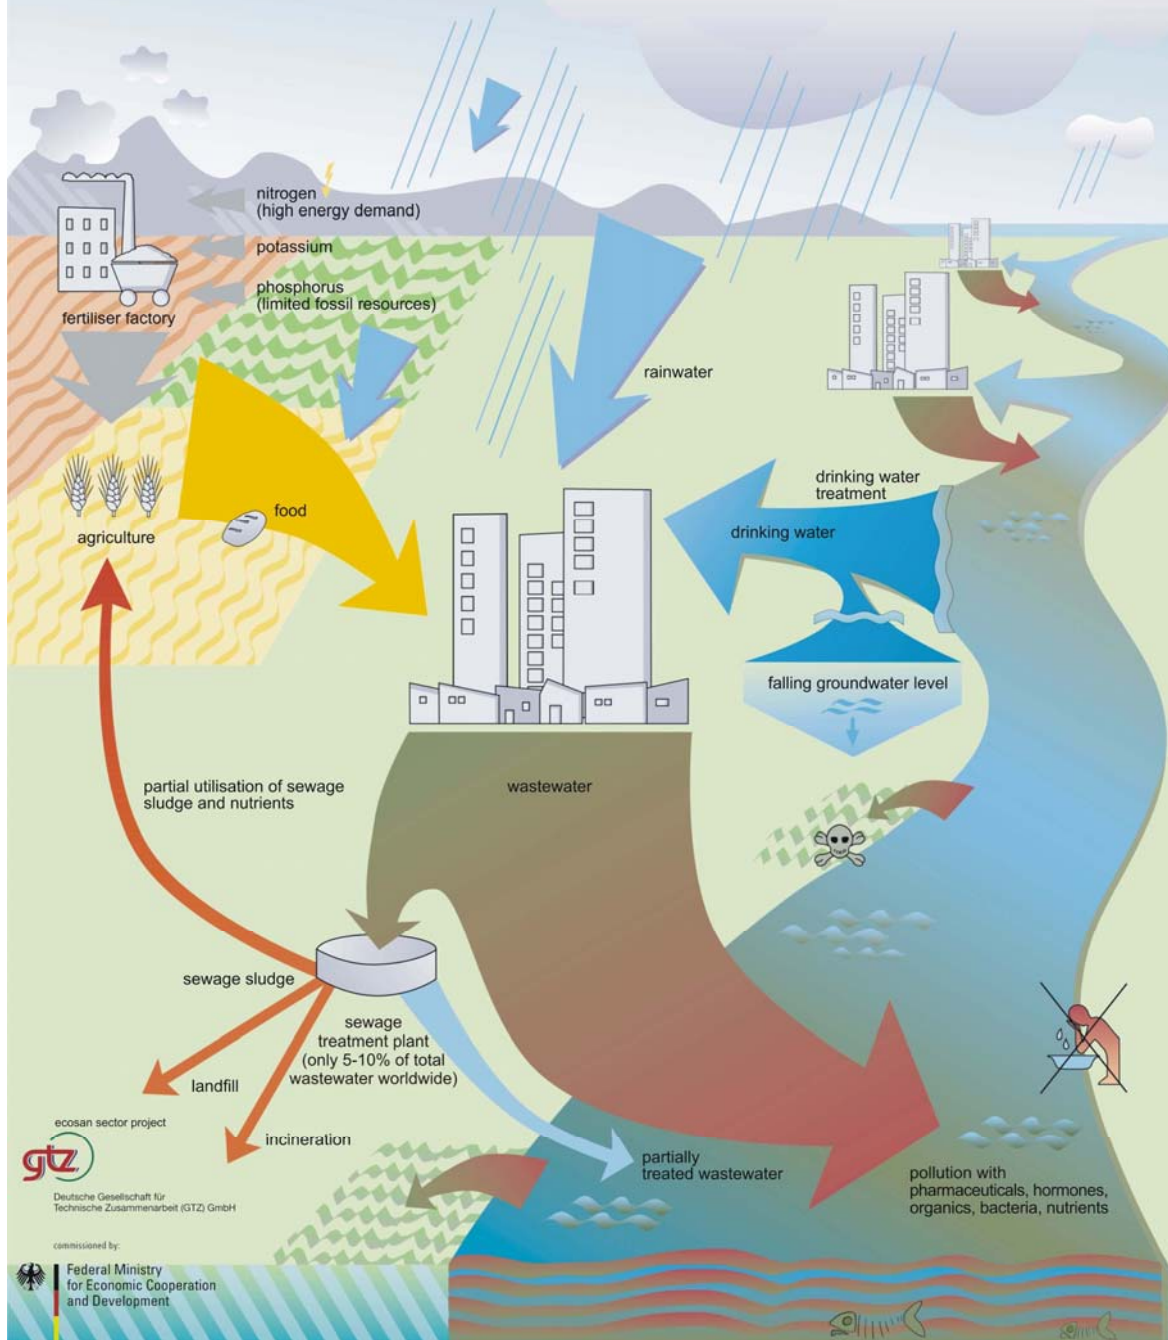 nitrogen
(high energy demand)
potassium
phosphorus
(limited fossil resources)
fertiliser factory
rainwater
drinking water
treatment
drinking water
food
agriculture
falling groundwater level
partial utilisation of sewage
sludge and nutrients
wastewater
sewage sludge
sewage
treatment plant
(only 5-10% of total
wastewater worldwide)
landfill
incineration
partially
treated wastewater
pollution with
pharmaceuticals, hormones,
organics, bacteria, nutrients
ecosan sector project
gtz
Deutsche Gesellschaft für
Technische Zusammenarbeit (GTZ) GmbH
commissioned by:
Federal Ministry
for Economic Cooperation
and Development